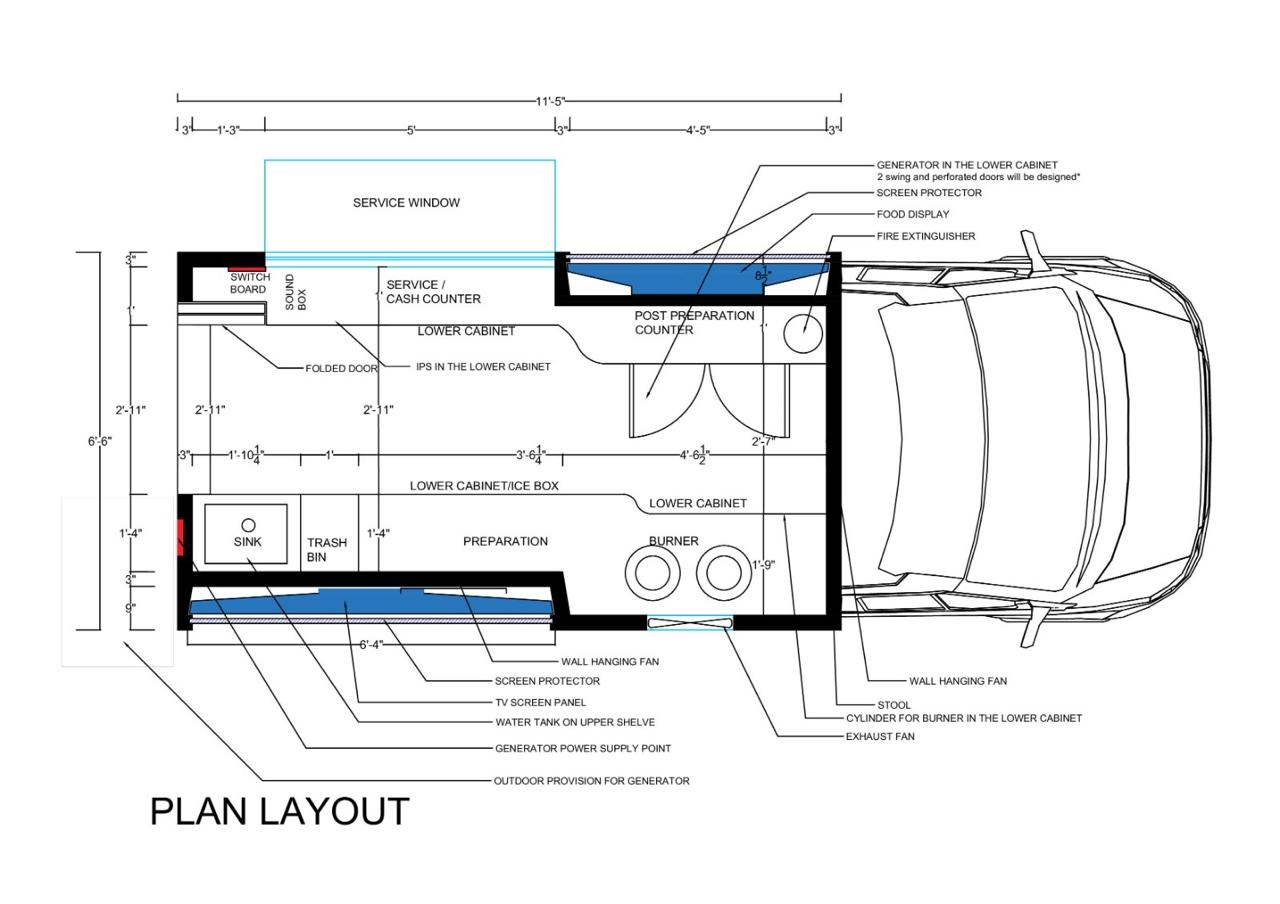 11'-5"
3"
1'-3"
5'
3"
4'-5"
3"
GENERATOR IN THE LOWER CABINET
2 swing and perforated doors will be designed*
SCREEN PROTECTOR
FOOD DISPLAY
FIRE EXTINGUISHER
SERVICE WINDOW
3"
SWITCH
BOARD
SOUND
BOX
SERVICE /
CASH COUNTER
8 1/2"
1'
1'
POST PREPARATION
COUNTER
1'
LOWER CABINET
FOLDED DOOR
IPS IN THE LOWER CABINET
2'-11"
2'-11"
2'-11"
6'-6"
2'-7"
3"
1'-10 1/4
1'
3'-6 1/4
4'-6 1/2
LOWER CABINET/ICE BOX
LOWER CABINET
1'-4"
SINK
TRASH
BIN
1'-4"
PREPARATION
BURNER
1'-9"
3"
9"
6'-4"
WALL HANGING FAN
SCREEN PROTECTOR
TV SCREEN PANEL
WATER TANK ON UPPER SHELVE
GENERATOR POWER SUPPLY POINT
OUTDOOR PROVISION FOR GENERATOR
WALL HANGING FAN
STOOL
CYLINDER FOR BURNER IN THE LOWER CABINET
EXHAUST FAN
PLAN LAYOUT